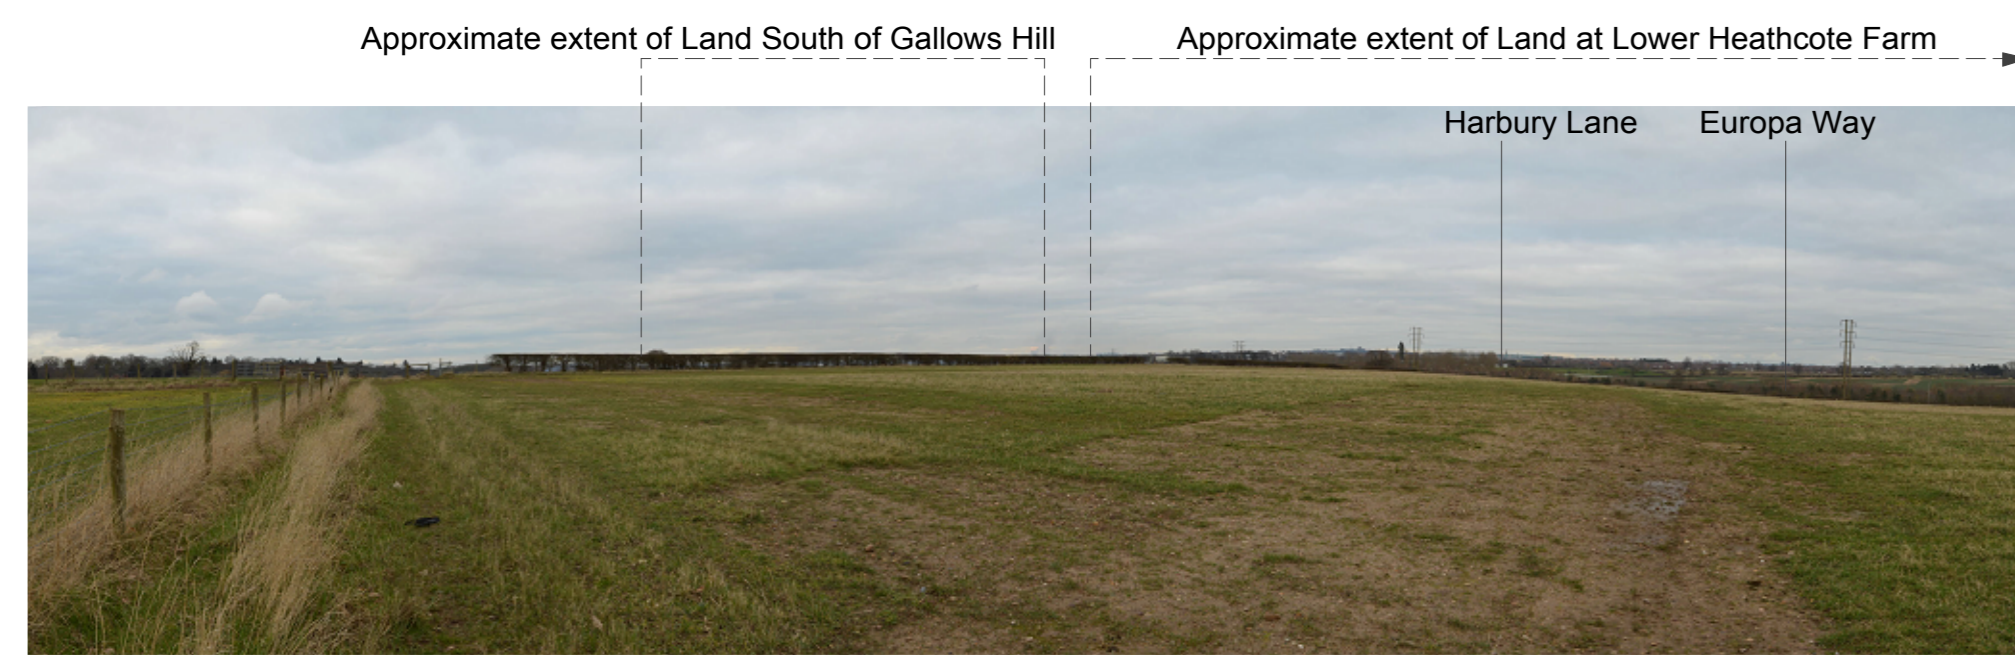 Approximate extent of Land South of Gallows Hill
Approximate extent of Land at Lower Heathcote Farm
Harbury Lane
Europa Way